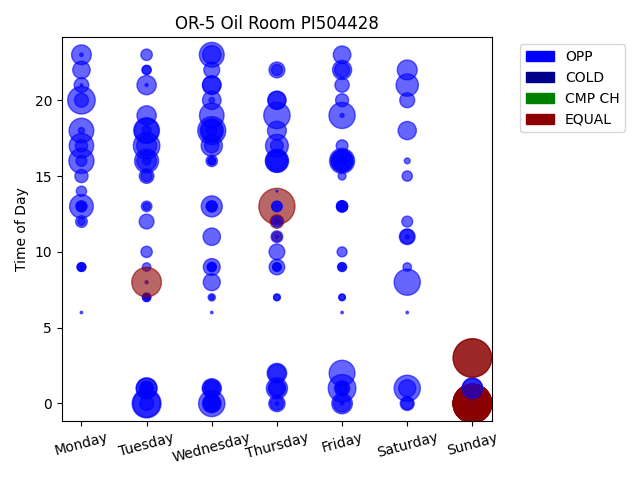 OR-5 Oil Room PI504428
OPP
COLD
CMP CH
EQUAL
Time of Day
20
15
10
5
0
Monday
Tuesday
Wednesday
Thursday
Friday
Saturday
Sunday